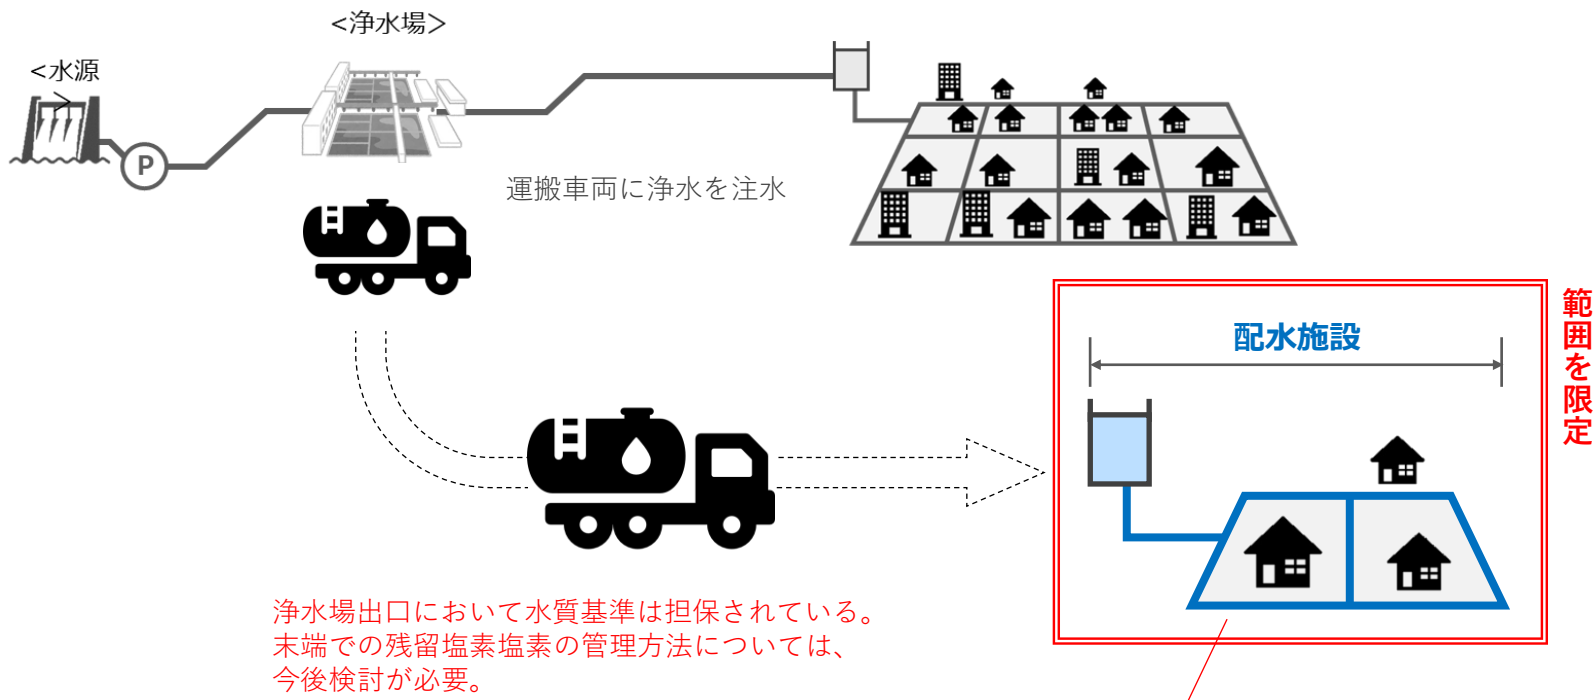 <浄水場>
<水源
>
P
運搬車両に浄水を注水
範囲を限定
配水施設
浄水場出口において水質基準は担保されている。
末端での残留塩素塩素の管理方法については、
今後検討が必要。